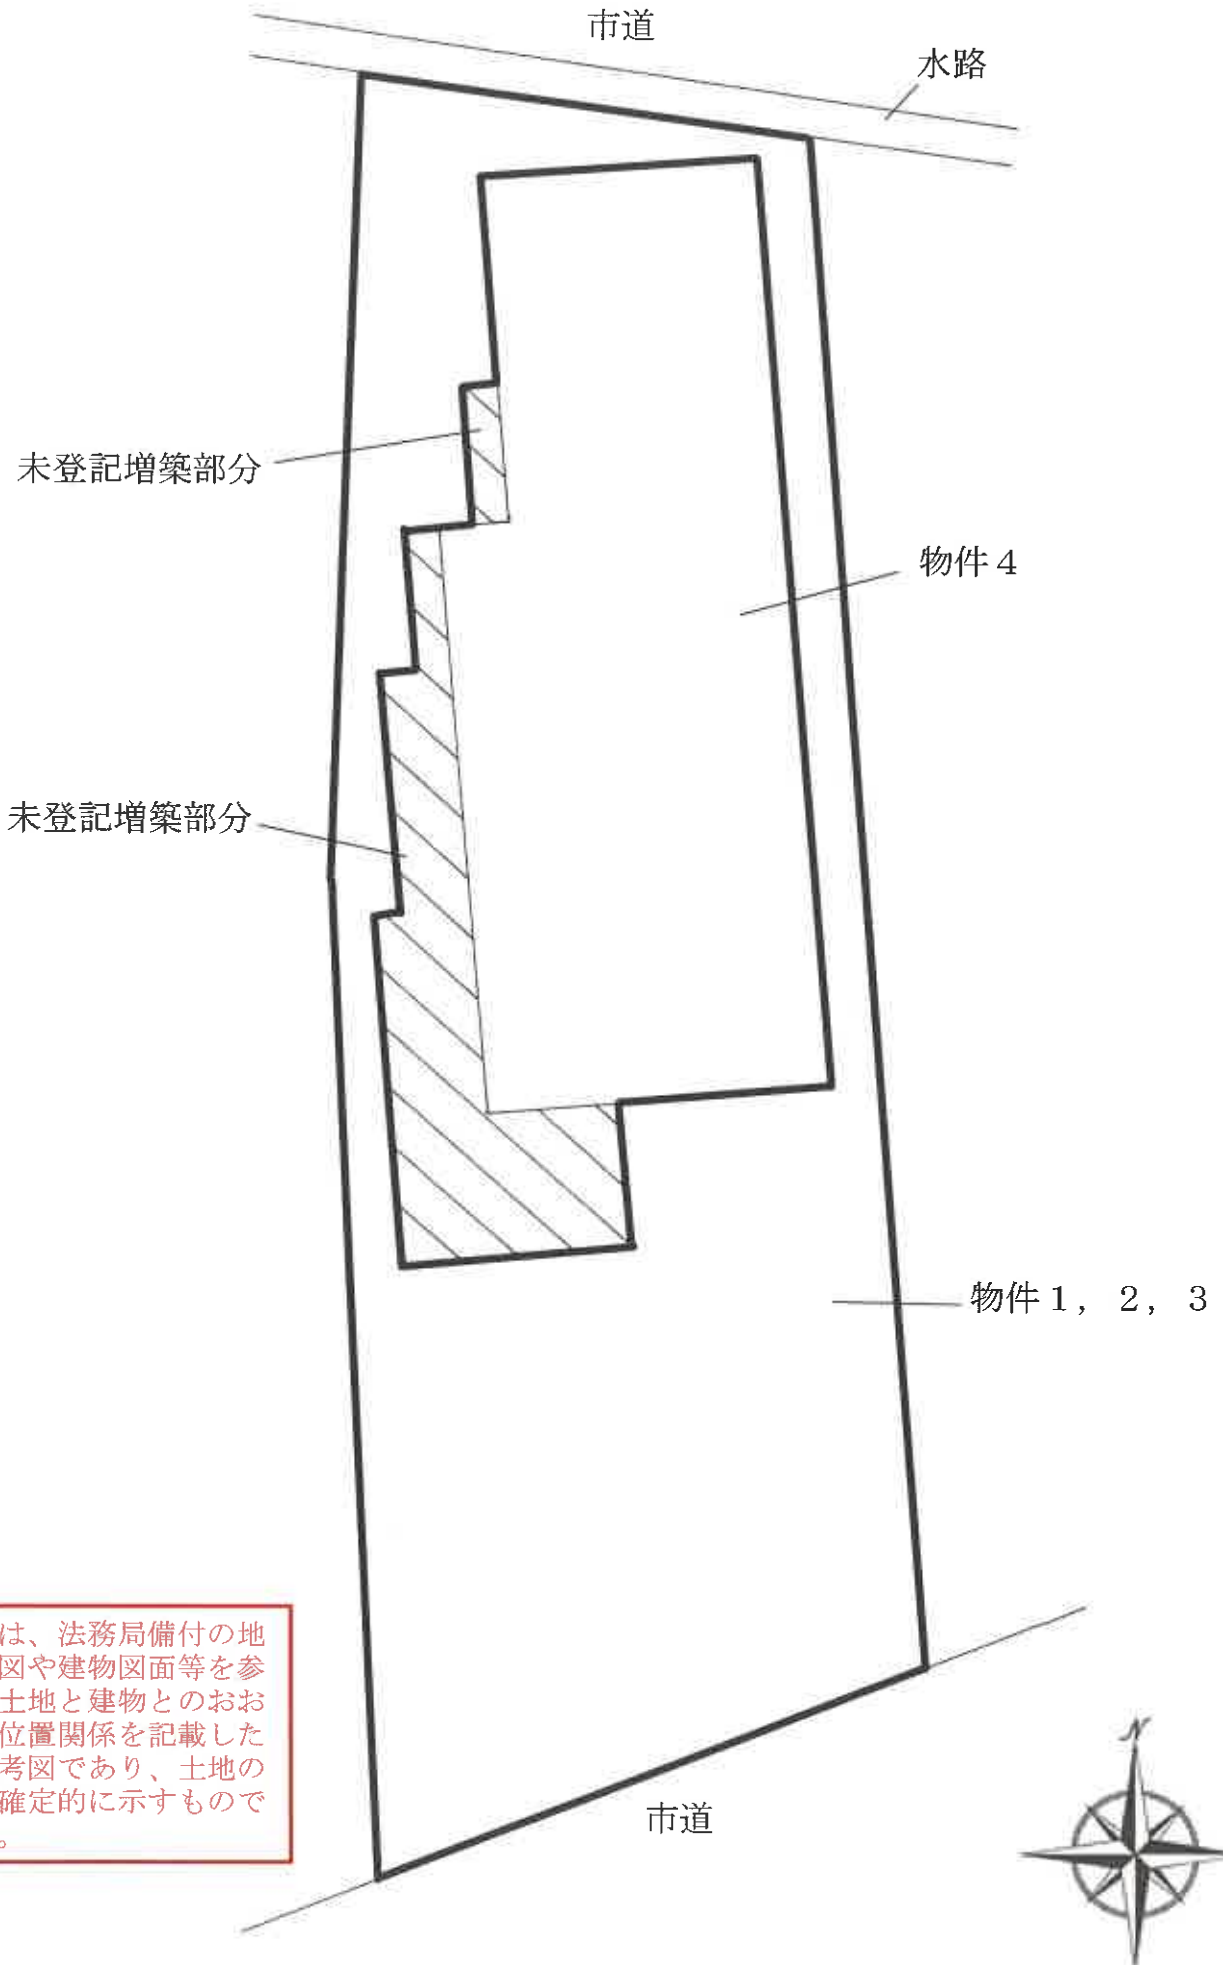 市道
水路
未登記増築部分
物件４
未登記増築部分
物件１，２，３
は、法務局備付の地
図や建物図面等を参
土地と建物とのおお
位置関係を記載した
考図であり、土地の
確定的に示すもので
。
市道
N